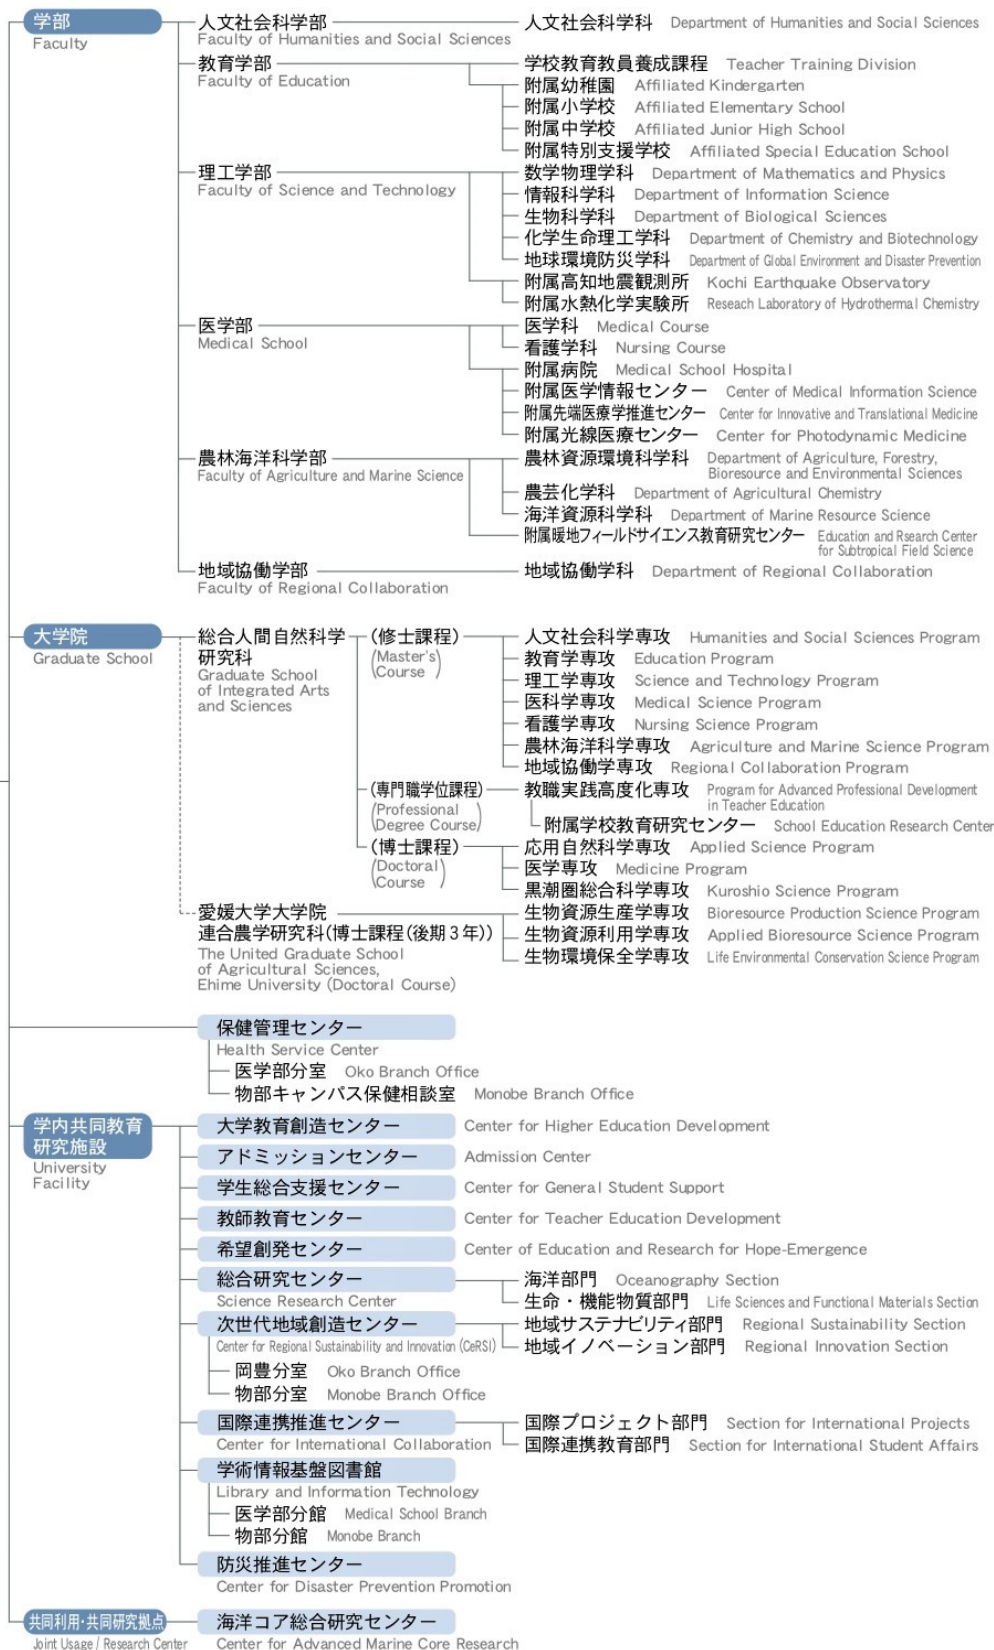 学部
Faculty
人文社会科学部 人文社会科学科 Department of Humanities and Social Sciences
Faculty of Humanities and Social Sciences
教育学部 学校教育教員養成課程 Teacher Training Division
Faculty of Education
附属幼稚園 Affiliated Kindergarten
附属小学校 Affiliated Elementary School
附属中学校 Affiliated Junior High School
附属特別支援学校 Affiliated Special Education School
理工学部 数学物理学科 Department of Mathematics and Physics
Faculty of Science and Technology
情報科学科 Department of Information Science
生物科学科 Department of Biological Sciences
化学生命理工学科 Department of Chemistry and Biotechnology
地球環境防災学科 Department of Global Environment and Disaster Prevention
附属高知地震観測所 Kochi Earthquake Observatory
附属水熱化学実験所 Reseach Laboratory of Hydrothermal Chemistry
医学部 医学科 Medical Course
Medical School
看護学科 Nursing Course
附属病院 Medical School Hospital
附属医学情報センター Center of Medical Information Science
附属先端医療学推進センター Center for Innovative and Translational Medicine
附属光線医療センター Center for Photodynamic Medicine
農林海洋科学部 農林資源環境科学科 Department of Agriculture, Forestry,
Faculty of Agriculture and Marine Science Bioresource and Environmental Sciences
農芸化学科 Department of Agricultural Chemistry
海洋資源科学科 Department of Marine Resource Science
附属暖地フィールドサイエンス教育研究センター Education and Rsearch Center
for Subtropical Field Science
地域協働学部 地域協働学科 Department of Regional Collaboration
Faculty of Regional Collaboration
大学院
Graduate School
総合人間自然科学
研究科
Graduate School
of Integrated Arts
and Sciences
(修士課程)
(Master's
Course)
人文社会科学専攻 Humanities and Social Sciences Program
教育学専攻 Education Program
理工学専攻 Science and Technology Program
医科学専攻 Medical Science Program
看護学専攻 Nursing Science Program
農林海洋科学専攻 Agriculture and Marine Science Program
地域協働学専攻 Regional Collaboration Program
(専門職学位課程)
(Professional
Degree Course)
教職実践高度化専攻 Program for Advanced Professional Development
in Teacher Education
附属学校教育研究センター School Education Research Center
(博士課程)
(Doctoral
Course)
応用自然科学専攻 Applied Science Program
医学専攻 Medicine Program
黒潮圏総合科学専攻 Kuroshio Science Program
愛媛大学大学院
連合農学研究科(博士課程(後期3年))
The United Graduate School
of Agricultural Sciences,
Ehime University (Doctoral Course)
生物資源生産学専攻 Bioresource Production Science Program
生物資源利用学専攻 Applied Bioresource Science Program
生物環境保全学専攻 Life Environmental Conservation Science Program
保健管理センター
Health Service Center
医学部分室 Oko Branch Office
物部キャンパス保健相談室 Monobe Branch Office
学内共同教育
研究施設
University
Facility
大学教育創造センター Center for Higher Education Development
アドミッションセンター Admission Center
学生総合支援センター Center for General Student Support
教師教育センター Center for Teacher Education Development
希望創発センター Center of Education and Research for Hope-Emergence
総合研究センター 海洋部門 Oceanography Section
Science Research Center 生命・機能物質部門 Life Sciences and Functional Materials Section
次世代地域創造センター 地域サステナビリティ部門 Regional Sustainability Section
Center for Regional Sustainability and Innovation (CeRSI) 地域イノベーション部門 Regional Innovation Section
岡豊分室 Oko Branch Office
物部分室 Monobe Branch Office
国際連携推進センター 国際プロジェクト部門 Section for International Projects
Center for International Collaboration 国際連携教育部門 Section for International Student Affairs
学術情報基盤図書館
Library and Information Technology
医学部分館 Medical School Branch
物部分館 Monobe Branch
防災推進センター
Center for Disaster Prevention Promotion
共同利用・共同研究拠点 海洋コア総合研究センター
Joint Usage / Research Center Center for Advanced Marine Core Research